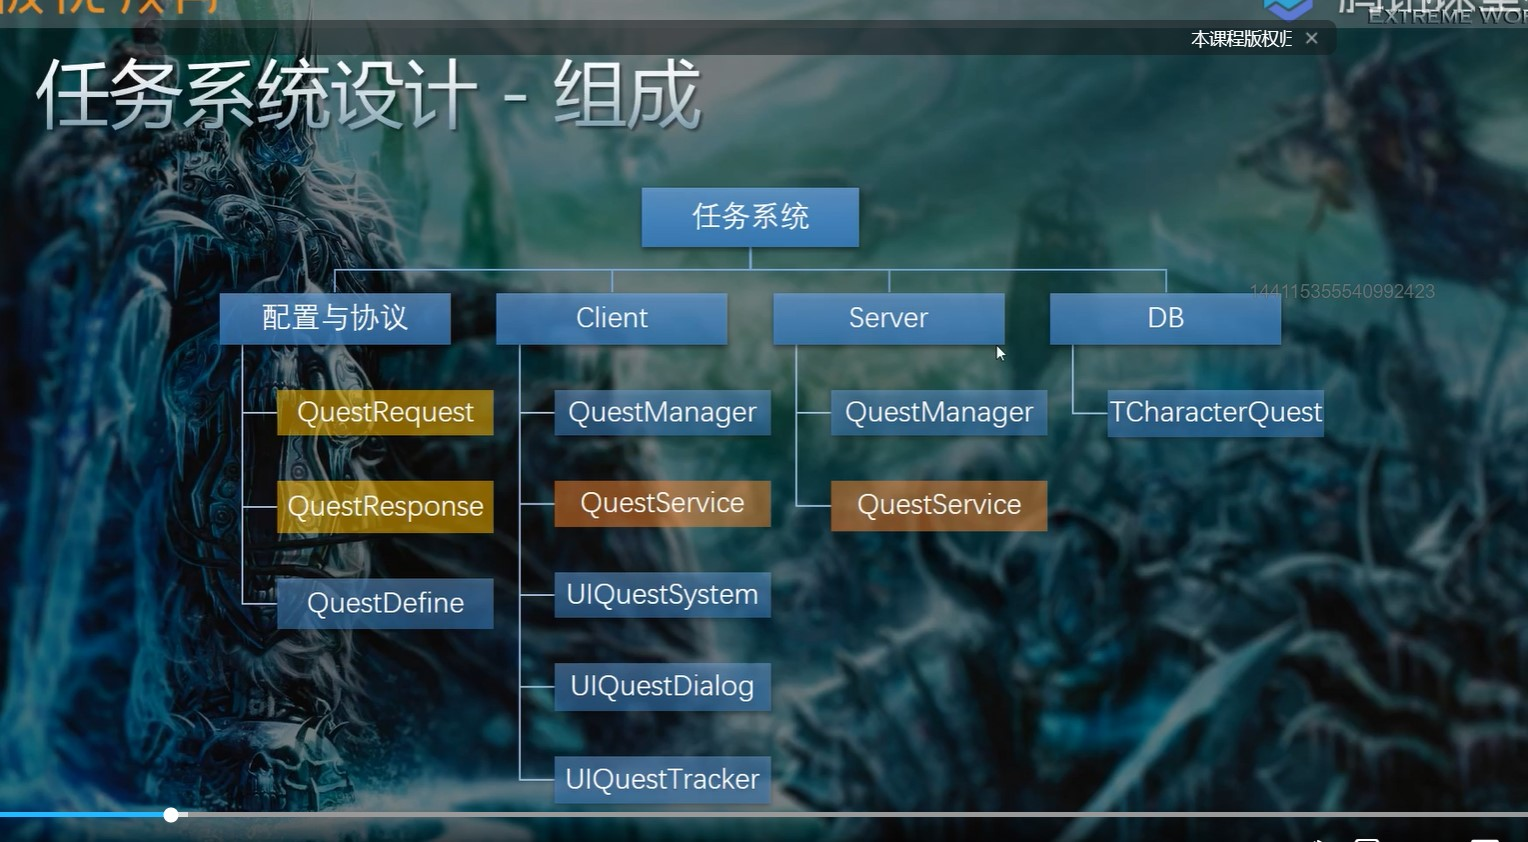 EXTREME WOR
本课程版权归
任务系统设计 - 组成
任务系统
配置与协议
Client
Server
DB
144115355540992423
QuestRequest
QuestManager
QuestManager
TCharacterQuest
QuestResponse
QuestService
QuestService
QuestDefine
UIQuestSystem
UIQuestDialog
UIQuestTracker